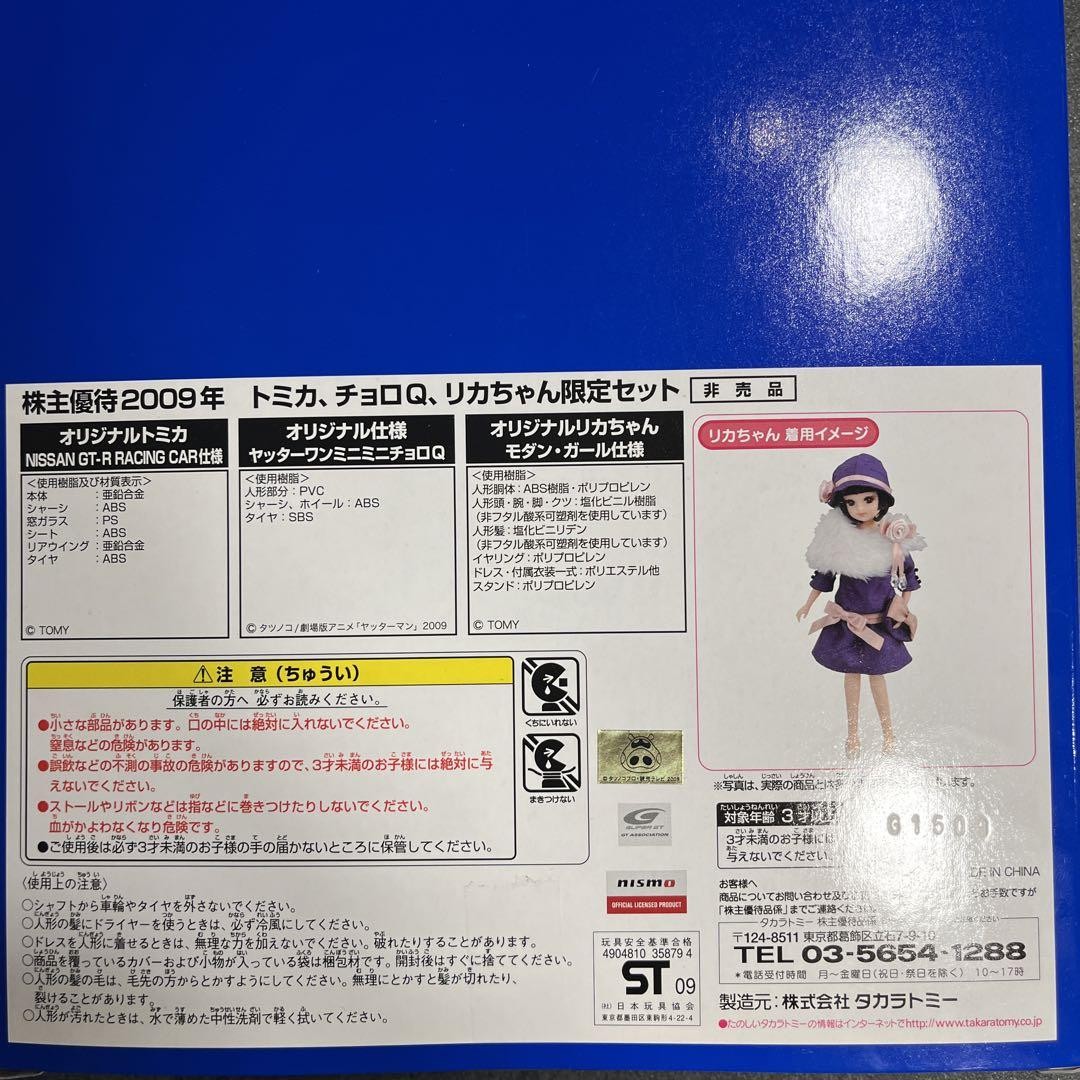 株主優待2009年 トミカ、チョロQ、リカちゃん限定セット 非売品
オリジナルトミカ
NISSAN GT-R RACING CAR仕様
＜使用樹脂及び材質表示＞
本体 ：亜鉛合金
シャーシ ：ABS
窓ガラス ：PS
シート ：ABS
リアウイング：亜鉛合金
タイヤ ：ABS
© TOMY
オリジナル仕様
ヤッターワンミニミニチョロQ
＜使用樹脂＞
人形部分：PVC
シャーシ、ホイール：ABS
タイヤ：SBS
© タツノコ/劇場版アニメ「ヤッターマン」2009
オリジナルリカちゃん
モダン・ガール仕様
＜使用樹脂＞
人形胴体：ABS樹脂・ポリプロピレン
人形頭・腕・脚・クツ：塩化ビニル樹脂
（非フタル酸系可塑剤を使用しています）
人形髪：塩化ビニリデン
（非フタル酸系可塑剤を使用しています）
イヤリング：ポリプロピレン
ドレス・付属衣装一式：ポリエステル他
スタンド：ポリプロピレン
© TOMY
リカちゃん 着用イメージ
⚠注 意（ちゅうい）
保護者の方へ 必ずお読みください。
●小さな部品があります。口の中には絶対に入れないでください。
窒息などの危険があります。
●誤飲などの不測の事故の危険がありますので、3才未満のお子様には絶対に与
えないでください。
●ストールやリボンなどは指などに巻きつけたりしないでください。
血がかよわなくなり危険です。
●ご使用後は必ず3才未満のお子様の手の届かないところに保管してください。
くちにいれない
まきつけない
〈使用上の注意〉
○シャフトから車輪やタイヤを外さないでください。
○人形の髪にドライヤーを使うときは、必ず冷風にしてください。
○ドレスを人形に着せるときは、無理な力を加えないでください。破れたりすることがあります。
○商品を覆っているカバーおよび小物が入っている袋は梱包材です。開封後はすぐに捨ててください。
○人形の髪の毛は、毛先の方からとかすようにしてください。無理にとかすと髪が切れたり、
裂けることがあります。
○人形が汚れたときは、水で薄めた中性洗剤で軽く拭いてください。
©タツノコプロ・読売テレビ 2008
SUPER GT
GT ASSOCIATION
nismo
OFFICIAL LICENSED PRODUCT
玩具安全基準合格
4904810 35879 4
ST 09
(社)日本玩具協会
東京都墨田区東駒形4-22-4
※写真は、実際の商品とは です。
対象年齢 3才以
G1500
3才未満のお子様には
与えないでください。
DE IN CHINA
お客様へ
商品についてのお問い合わせ及びご お手数ですが
「株主優待品係」までご連絡ください
タカラトミー 株主優待品係
〒124-8511 東京都葛飾区立石7-9-10
TEL 03-5654-1288
＊電話受付時間 月〜金曜日（祝日・祭日を除く） 10〜17時
製造元：株式会社 タカラトミー
●たのしいタカラトミーの情報はインターネットでhttp://www.takaratomy.co.jp